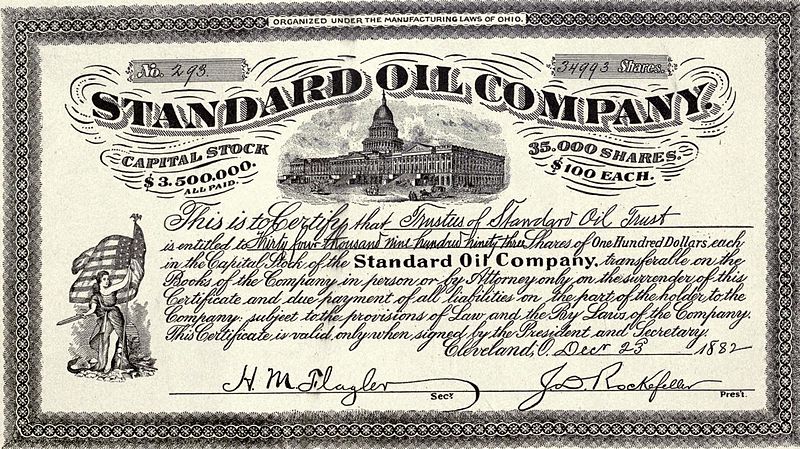 ORGANIZED UNDER THE MANUFACTURING LAWS OF OHIO.
No. 293.
34993 Shares.
STANDARD OIL COMPANY.
CAPITAL STOCK
$3.500,000.
ALL PAID.
35.000 SHARES.
$100 EACH.
This is to Certify that Trustees of Standard Oil Trust
is entitled to Thirty four thousand nine hundred ninety three Shares of One Hundred Dollars, each
in the Capital Stock of the Standard Oil Company, transferable on the
Books of the Company in person or by Attorney only on the surrender of this
Certificate and due payment of all liabilities on the part of the holder to the
Company: subject to the provisions of Law and the By Laws of the Company.
This Certificate is valid, only when signed by the President and Secretary.
Cleveland, O. Decr 23 1882
H. M. Flagler Secy.
J. D. Rockefeller Prest.